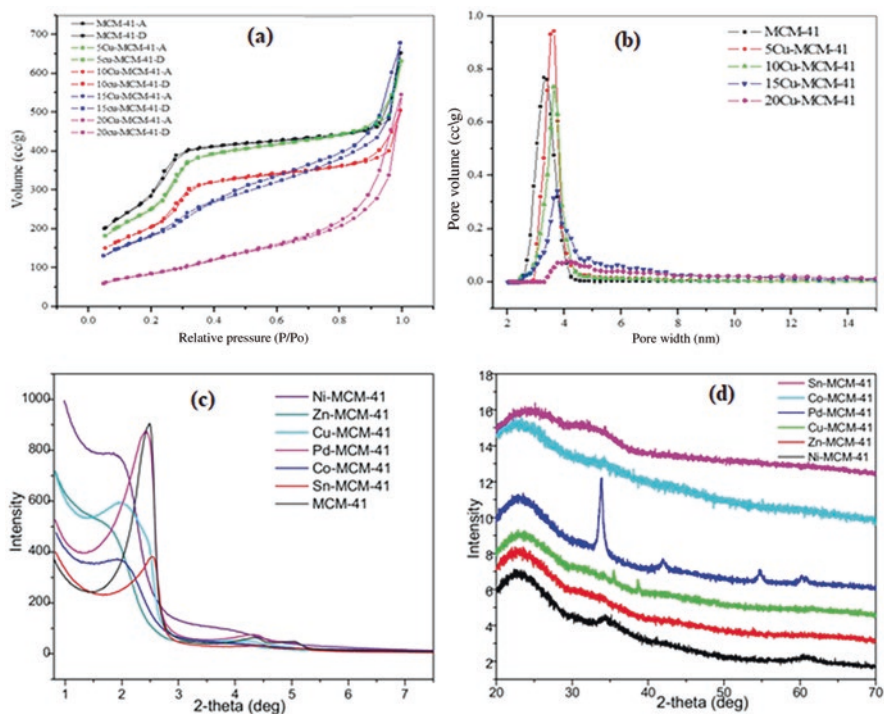 (a)
MCM-41-A
MCM-41-D
5Cu-MCM-41-A
5cu-MCM-41-D
10Cu-MCM-41-A
10cu-MCM-41-D
15Cu-MCM-41-A
15cu-MCM-41-D
20Cu-MCM-41-A
20cu-MCM-41-D
Volume (cc/g)
700
600
500
400
300
200
100
0
0.0 0.2 0.4 0.6 0.8 1.0
Relative pressure (P/Po)
(b)
MCM-41
5Cu-MCM-41
10Cu-MCM-41
15Cu-MCM-41
20Cu-MCM-41
Pore volume (cc\g)
1.0
0.8
0.6
0.4
0.2
0.0
2 4 6 8 10 12 14
Pore width (nm)
(c)
Ni-MCM-41
Zn-MCM-41
Cu-MCM-41
Pd-MCM-41
Co-MCM-41
Sn-MCM-41
MCM-41
Intensity
1000
800
600
400
200
0
1 2 3 4 5 6 7
2-theta (deg)
(d)
Sn-MCM-41
Co-MCM-41
Pd-MCM-41
Cu-MCM-41
Zn-MCM-41
Ni-MCM-41
Intensity
18
16
14
12
10
8
6
4
2
20 30 40 50 60 70
2-theta (deg)